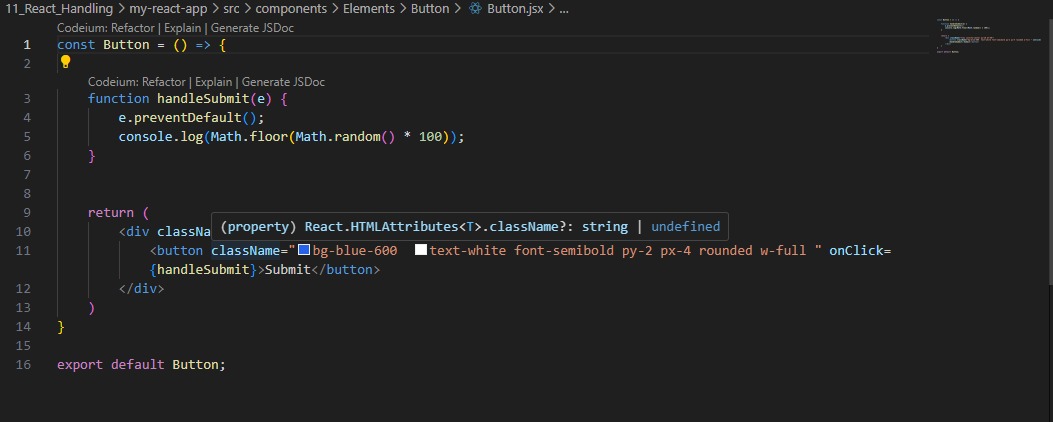 11_React_Handling > my-react-app > src > components > Elements > Button > Button.jsx > ...
Codeium: Refactor | Explain | Generate JSDoc
1 const Button = () => {
2
Codeium: Refactor | Explain | Generate JSDoc
3 function handleSubmit(e) {
4 e.preventDefault();
5 console.log(Math.floor(Math.random() * 100));
6 }
7
8
9 return (
(property) React.HTMLAttributes<T>.className?: string | undefined
10 <div classNa
11 <button className="bg-blue-600 text-white font-semibold py-2 px-4 rounded w-full " onClick=
{handleSubmit}>Submit</button>
12 </div>
13 )
14 }
15
16 export default Button;